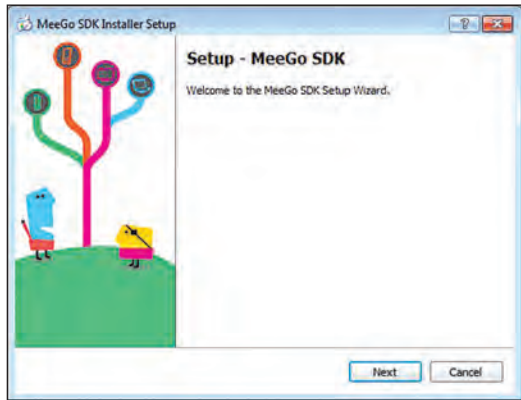 MeeGo SDK Installer Setup
Setup - MeeGo SDK
Welcome to the MeeGo SDK Setup Wizard.
Next
Cancel